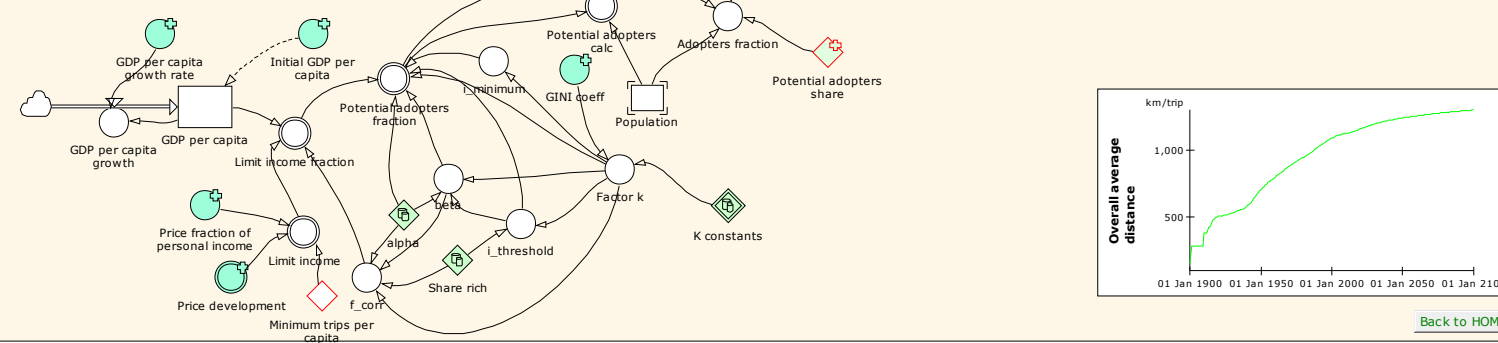 Potential adopters
calc
Adopters fraction
GDP per capita
growth rate
Initial GDP per
capita
i_minimum
GINI coeff
Potential adopters
share
Potential adopters
fraction
Population
GDP per capita
GDP per capita
growth
Limit income fraction
Factor k
beta
K constants
Price fraction of
personal income
Limit income
alpha
i_threshold
Share rich
Price development
f_corr
Minimum trips per
capita
km/trip
Overall average
distance
1,000
500
01 Jan 1900 01 Jan 1950 01 Jan 2000 01 Jan 2050 01 Jan 210
Back to HOM